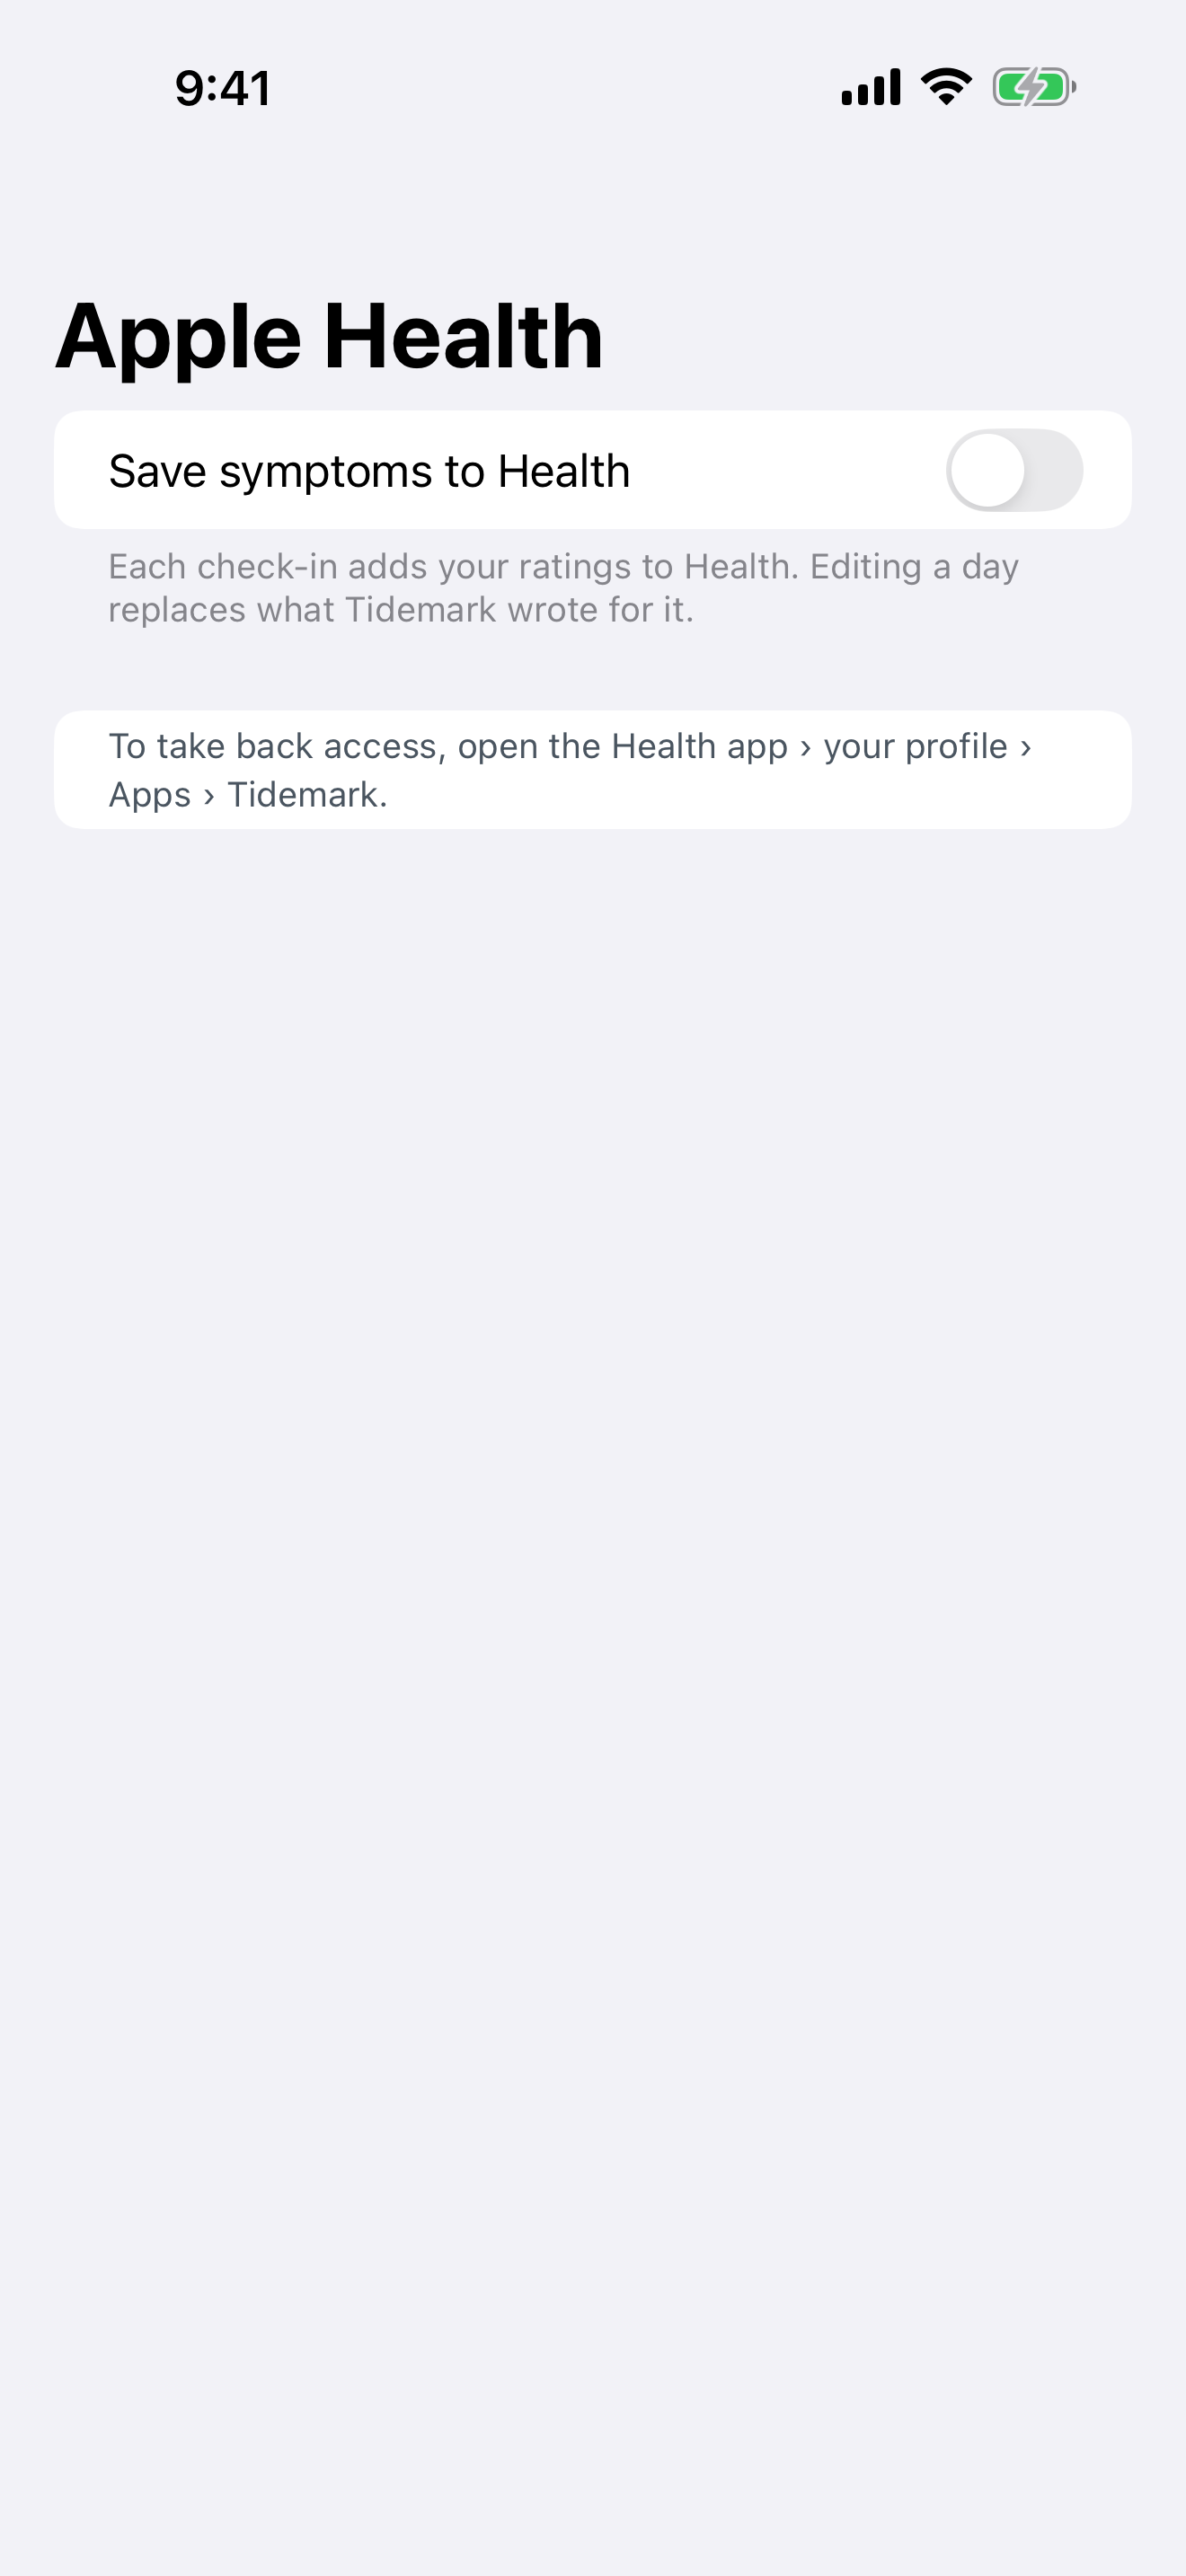 9:41
Apple Health
Save symptoms to Health
Each check-in adds your ratings to Health. Editing a day
replaces what Tidemark wrote for it.
To take back access, open the Health app › your profile ›
Apps › Tidemark.